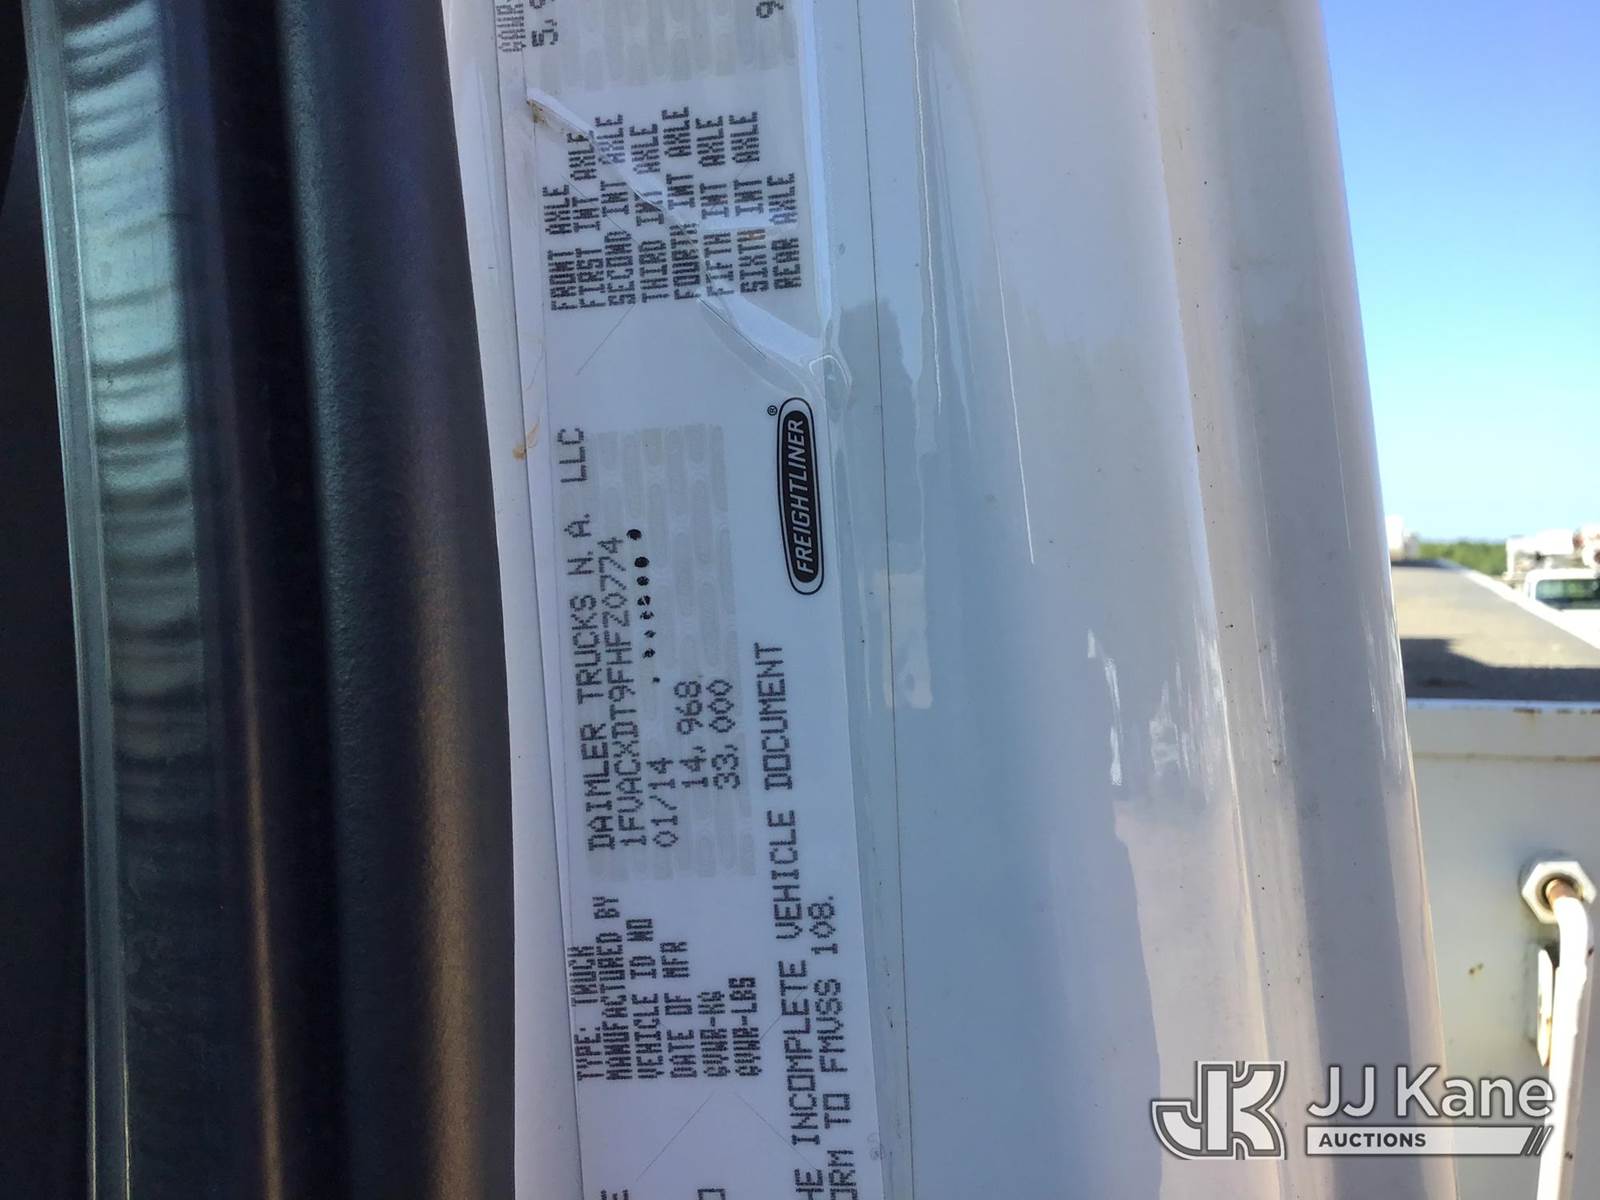 TYPE: TRUCK
MANUFACTURED BY DAIMLER TRUCKS N.A. LLC
VEHICLE ID NO 1FVACXDT9FHFZ0774
DATE OF MFR 01/14
GVWR-KG 14,968
GVWR-LBS 33,000
FRONT AXLE
FIRST INT AXLE
SECOND INT AXLE
THIRD INT AXLE
FOURTH INT AXLE
FIFTH INT AXLE
SIXTH INT AXLE
REAR AXLE
INCOMPLETE VEHICLE DOCUMENT
TO FMVSS 108.
FREIGHTLINER®
JK JJ Kane
AUCTIONS